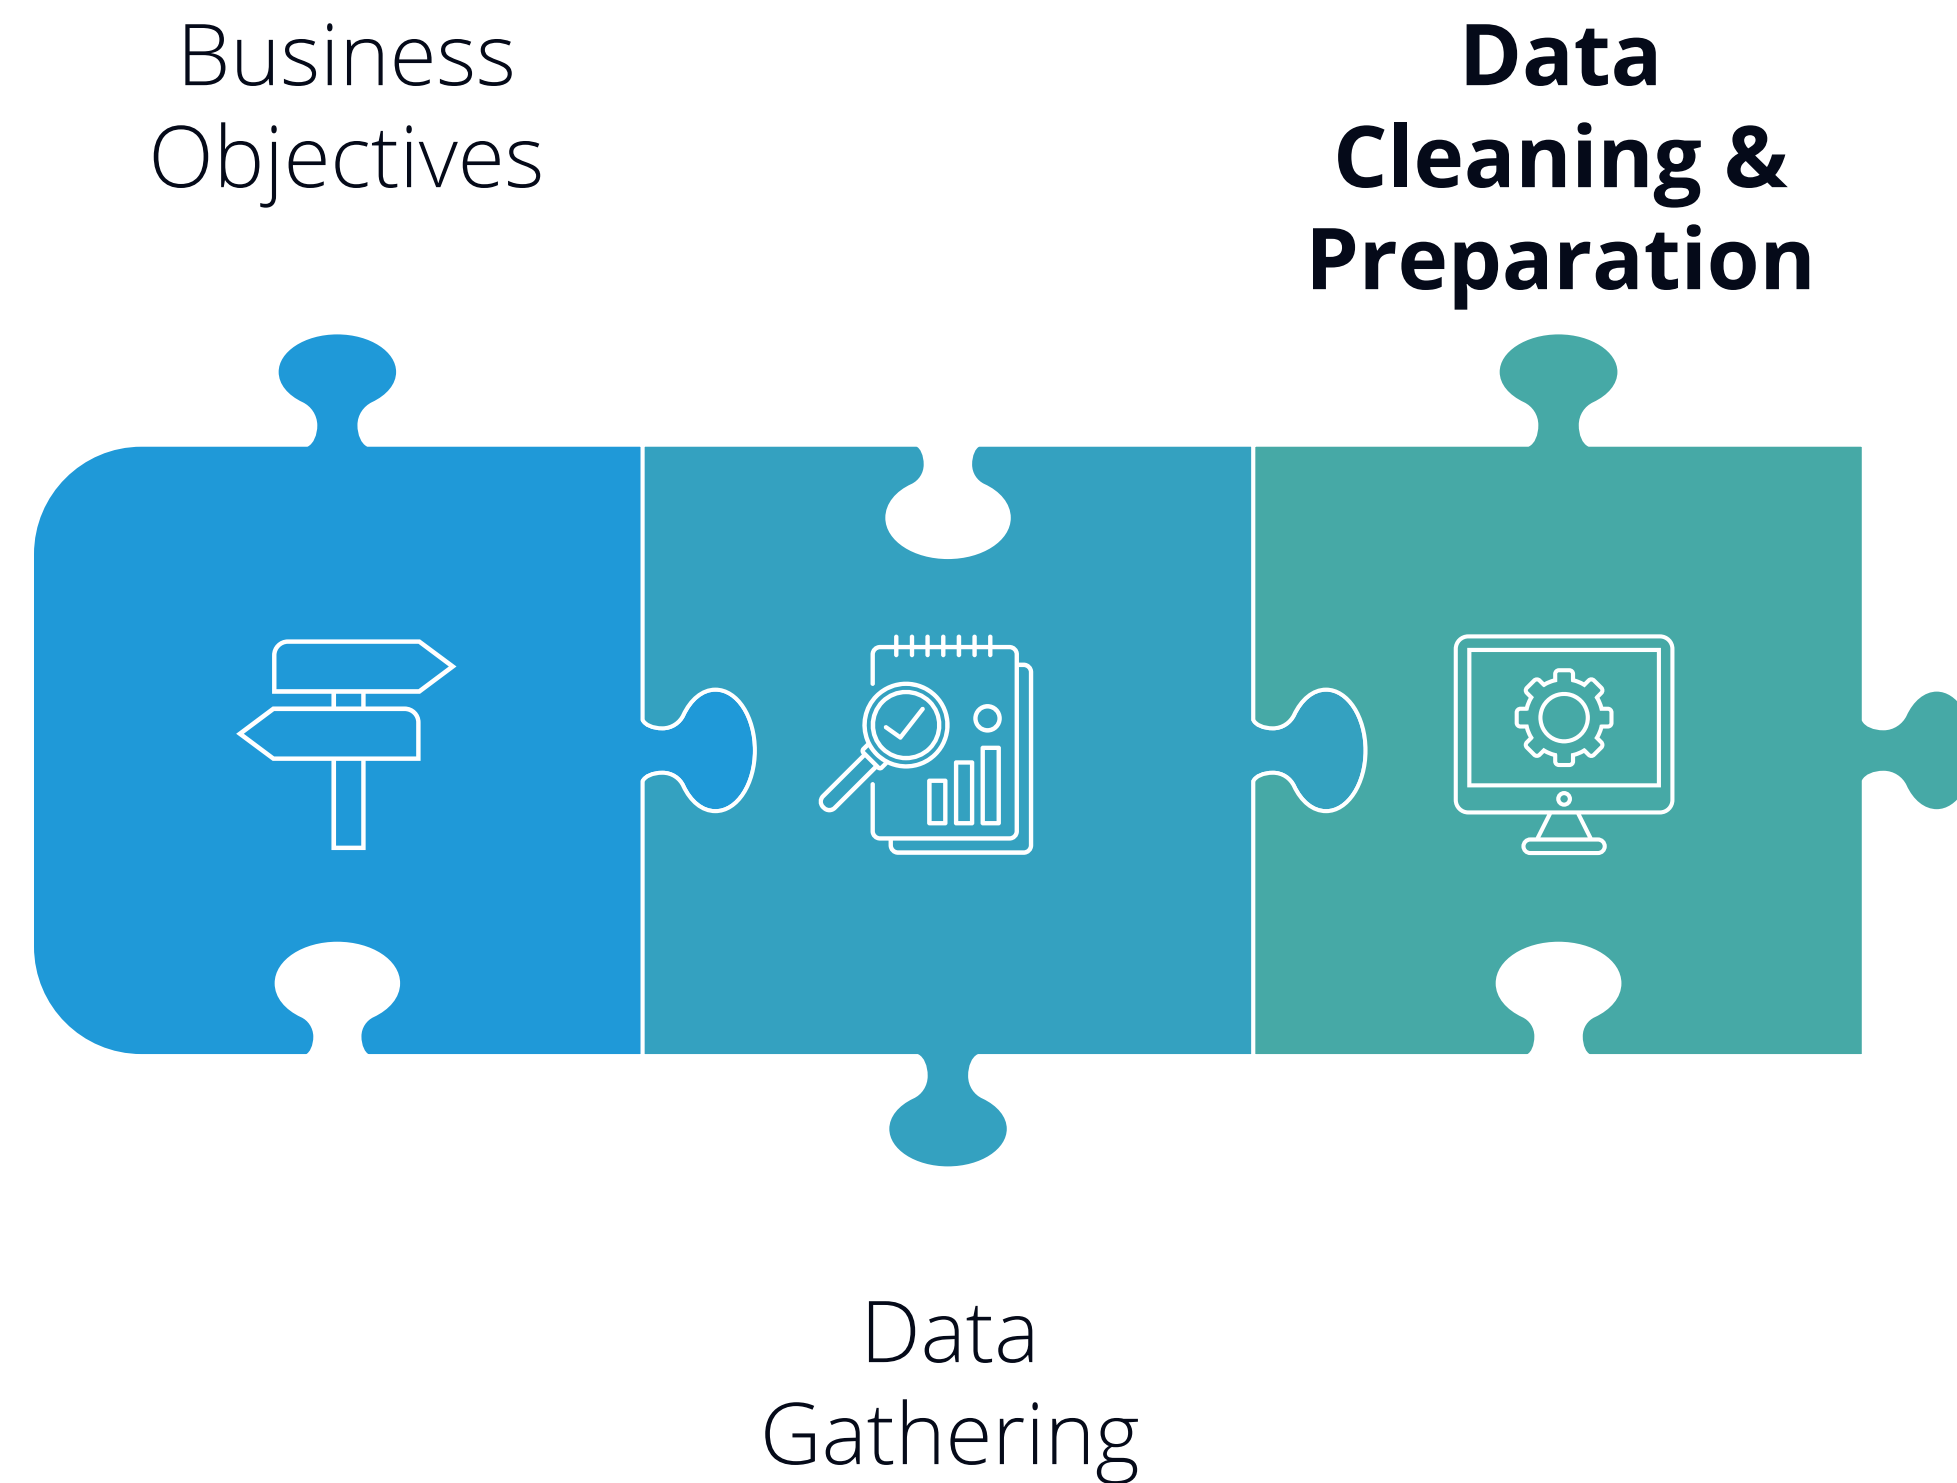 Business
Objectives
Data
Cleaning &
Preparation
Data
Gathering